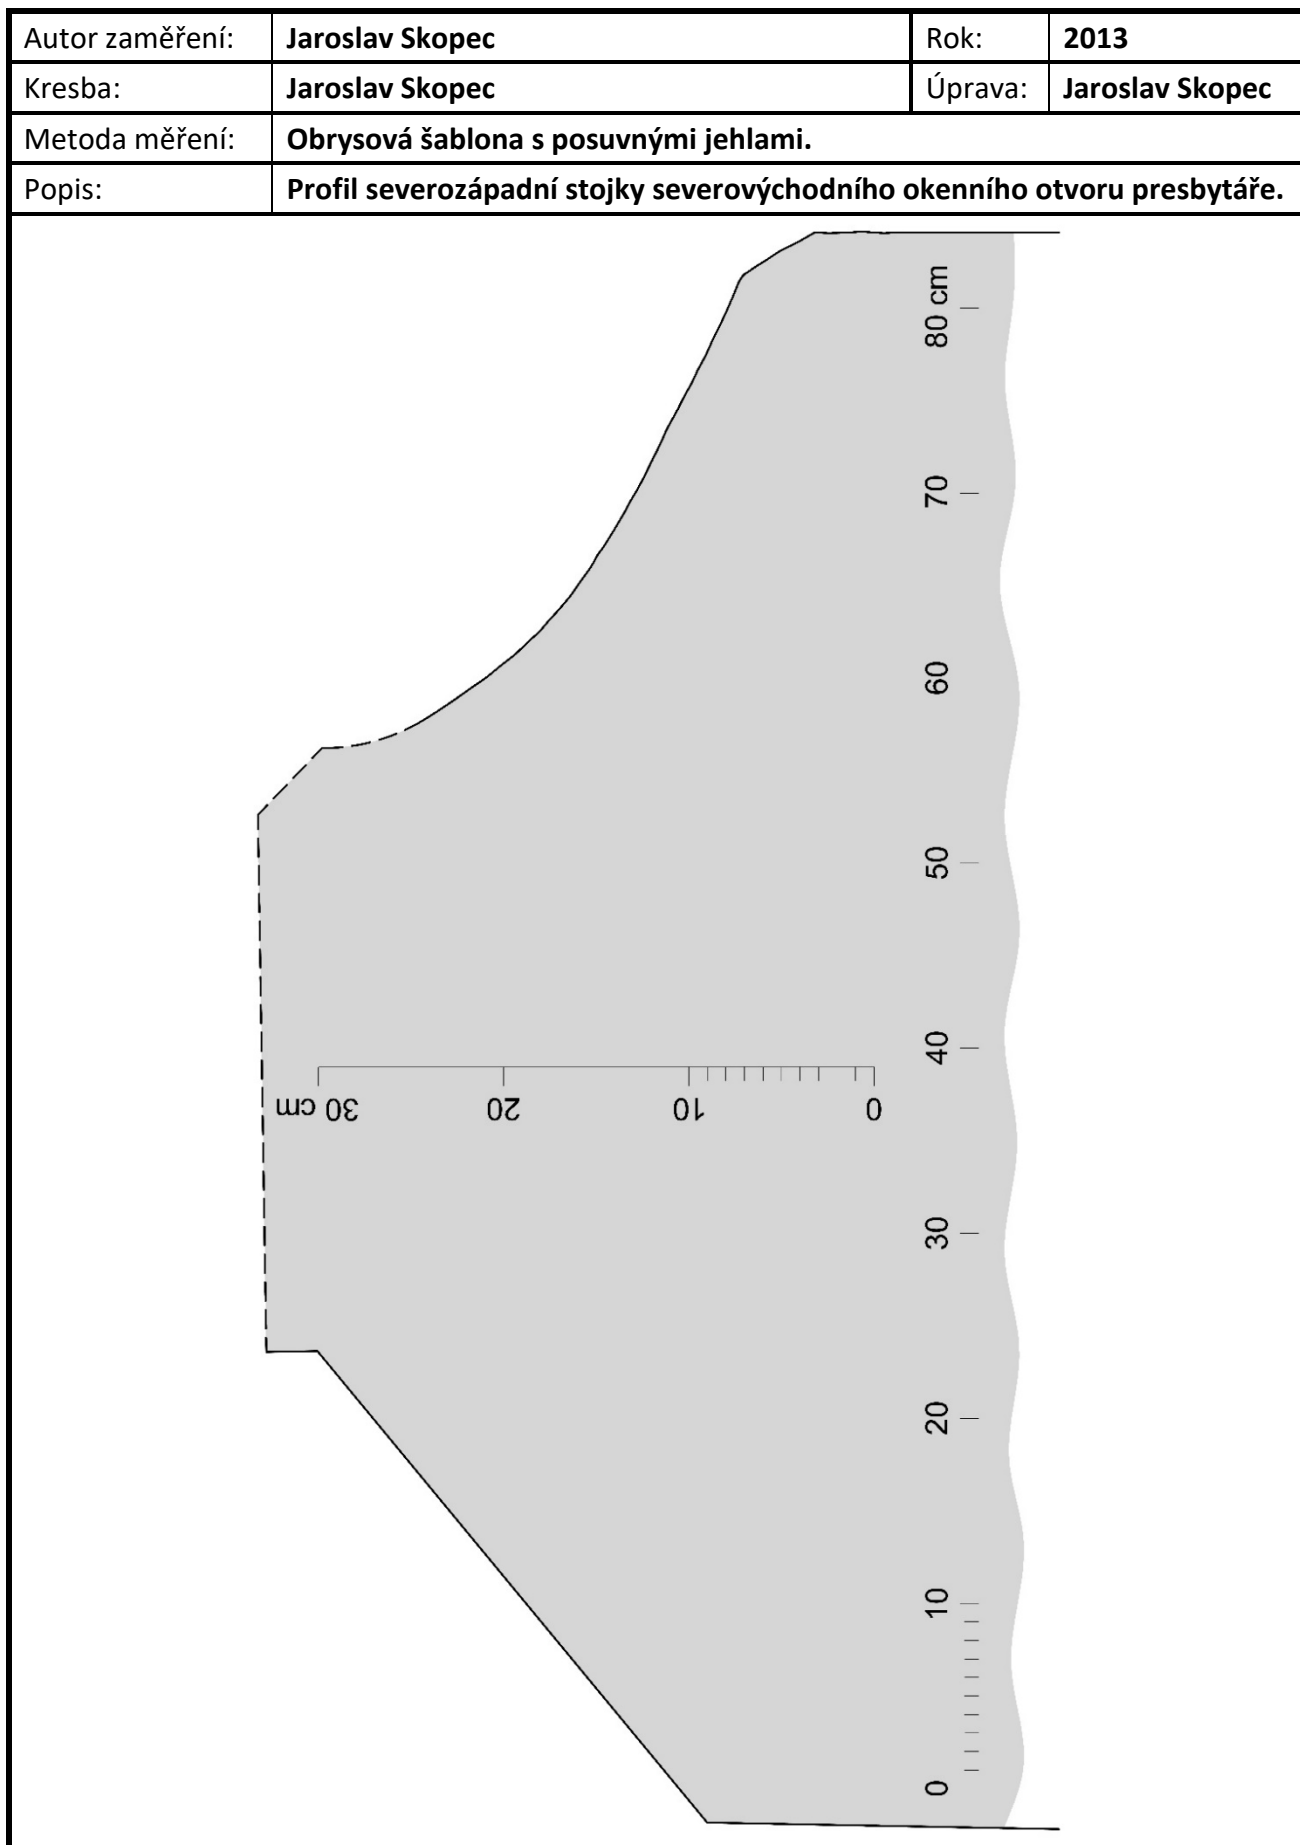 Autor zaměření: Jaroslav Skopec Rok: 2013
Kresba: Jaroslav Skopec Úprava: Jaroslav Skopec
Metoda měření: Obrysová šablona s posuvnými jehlami.
Popis: Profil severozápadní stojky severovýchodního okenního otvoru presbytáře.
80 cm
70
60
50
40
30 cm
20
10
0
30
20
10
0